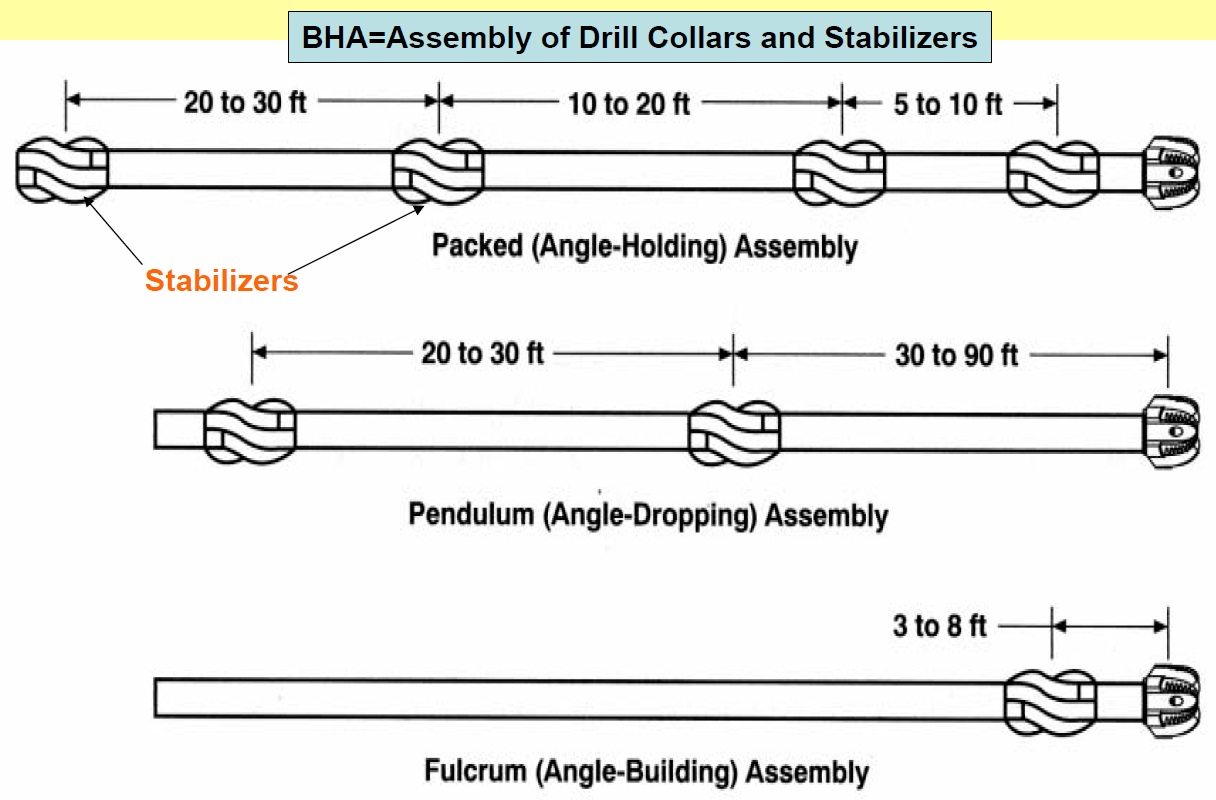 BHA=Assembly of Drill Collars and Stabilizers
20 to 30 ft
10 to 20 ft
5 to 10 ft
Packed (Angle-Holding) Assembly
Stabilizers
20 to 30 ft
30 to 90 ft
Pendulum (Angle-Dropping) Assembly
3 to 8 ft
Fulcrum (Angle-Building) Assembly